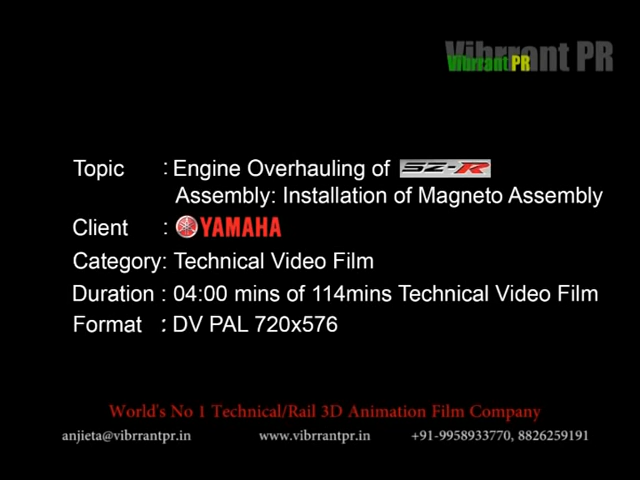 Vibrrant PR
Vibrrant PR
Topic : Engine Overhauling of SZ-R
Assembly: Installation of Magneto Assembly
Client : YAMAHA
Category: Technical Video Film
Duration : 04:00 mins of 114mins Technical Video Film
Format : DV PAL 720x576
World's No 1 Technical/Rail 3D Animation Film Company
anjieta@vibrrantpr.in www.vibrrantpr.in +91-9958933770, 8826259191